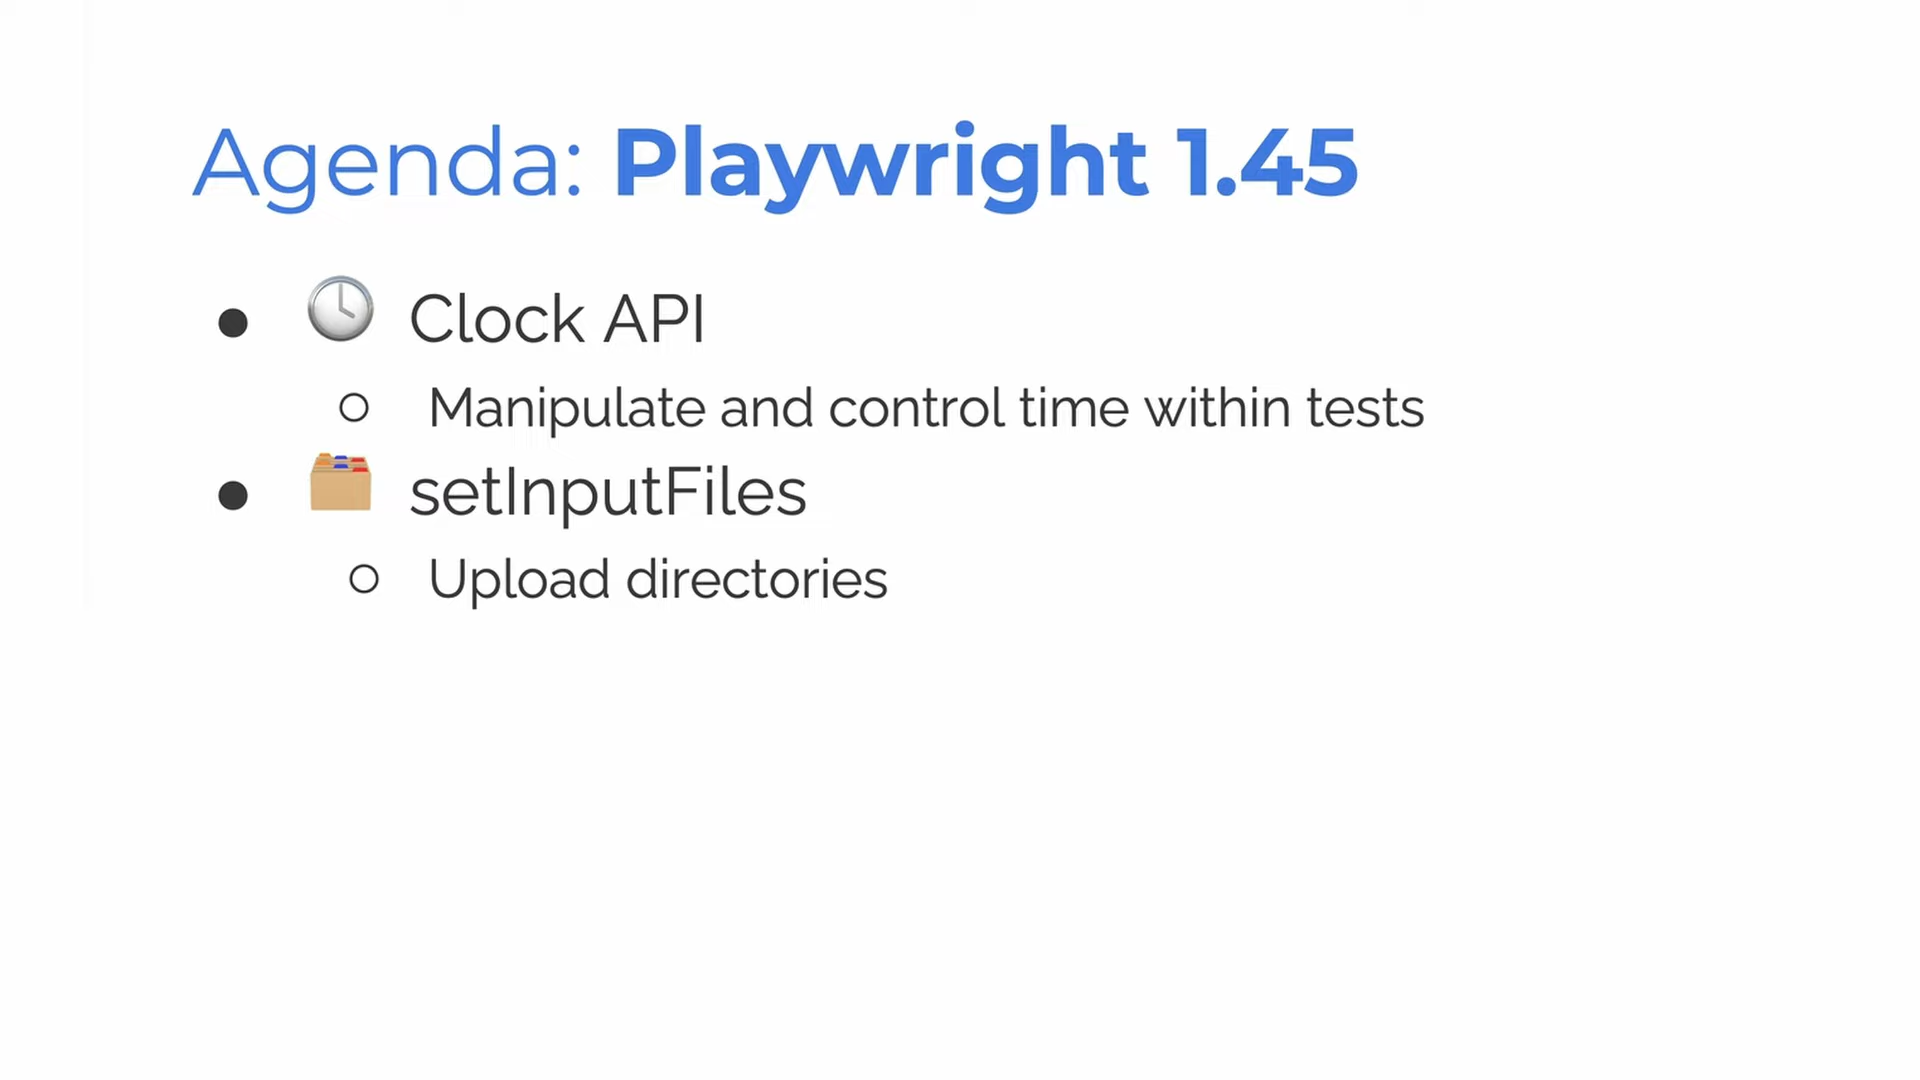 Agenda: Playwright 1.45
● 🕓 Clock API
○ Manipulate and control time within tests
● 🗂️ setInputFiles
○ Upload directories